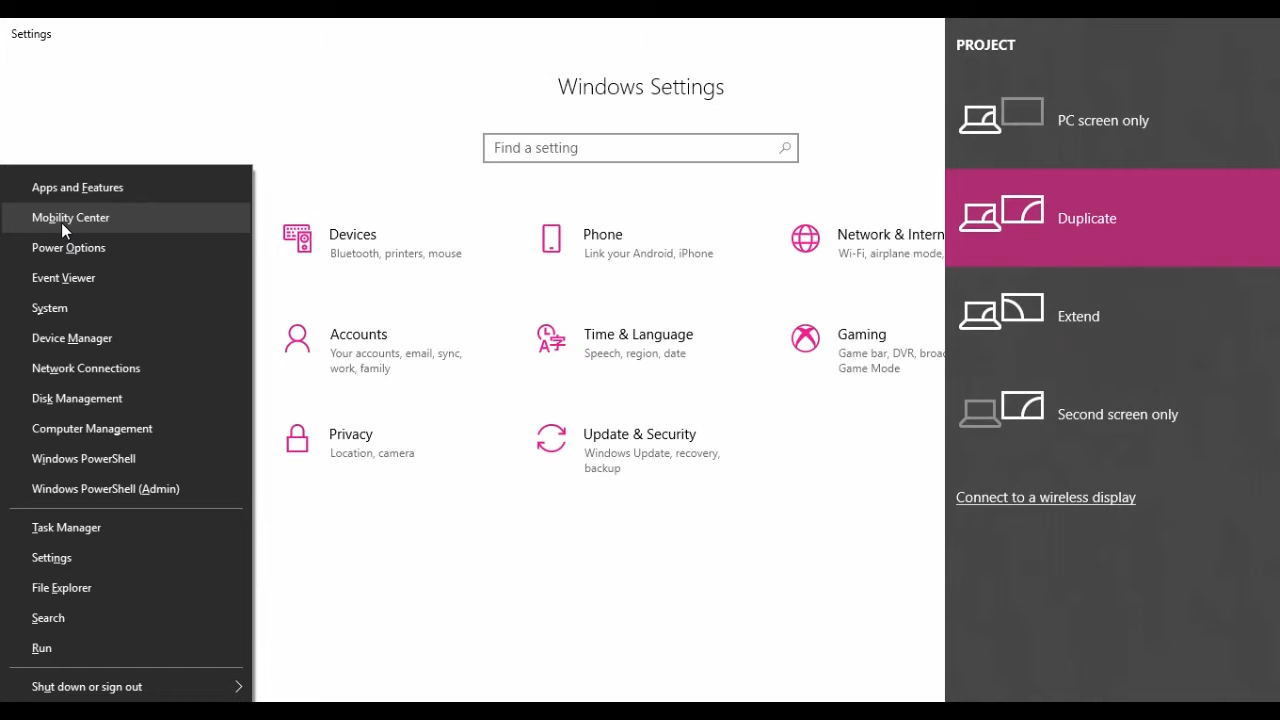 Settings
Windows Settings
Find a setting
Apps and Features
Mobility Center
Power Options
Event Viewer
System
Device Manager
Network Connections
Disk Management
Computer Management
Windows PowerShell
Windows PowerShell (Admin)
Task Manager
Settings
File Explorer
Search
Run
Shut down or sign out
Devices
Bluetooth, printers, mouse
Phone
Link your Android, iPhone
Network & Intern
Wi-Fi, airplane mode,
Accounts
Your accounts, email, sync,
work, family
Time & Language
Speech, region, date
Gaming
Game bar, DVR, broad
Game Mode
Privacy
Location, camera
Update & Security
Windows Update, recovery,
backup
PROJECT
PC screen only
Duplicate
Extend
Second screen only
Connect to a wireless display